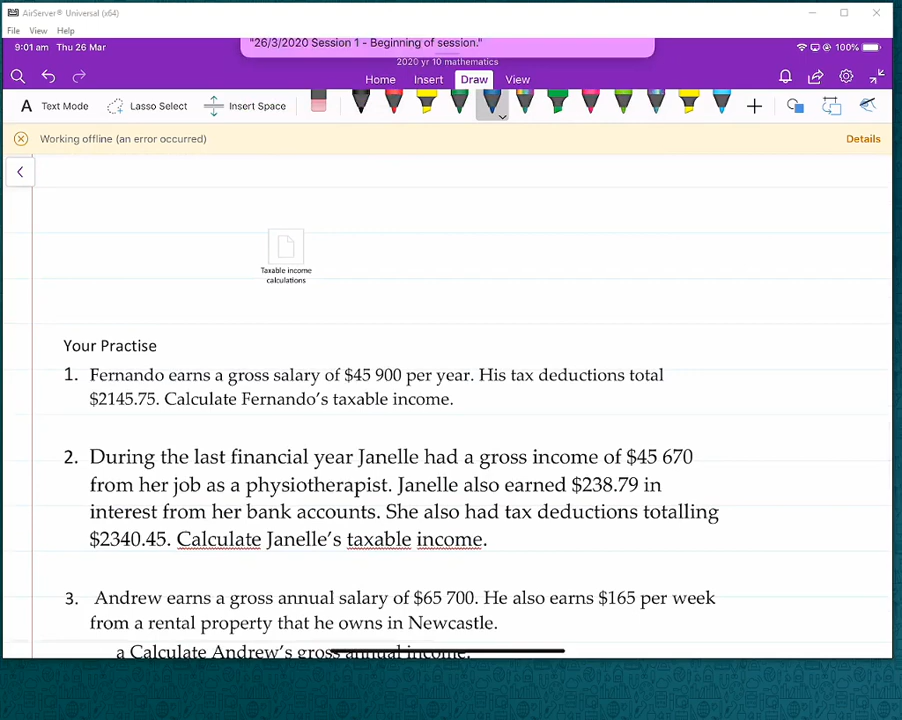 AirServer® Universal (x64)
File View Help
9:01 am Thu 26 Mar
"26/3/2020 Session 1 - Beginning of session."
100%
2020 yr 10 mathematics
Home Insert Draw View
A Text Mode Lasso Select Insert Space
Working offline (an error occurred) Details
Taxable income
calculations
Your Practise
1. Fernando earns a gross salary of $45 900 per year. His tax deductions total
$2145.75. Calculate Fernando's taxable income.
2. During the last financial year Janelle had a gross income of $45 670
from her job as a physiotherapist. Janelle also earned $238.79 in
interest from her bank accounts. She also had tax deductions totalling
$2340.45. Calculate Janelle's taxable income.
3. Andrew earns a gross annual salary of $65 700. He also earns $165 per week
from a rental property that he owns in Newcastle.
a Calculate Andrew's gross annual income.